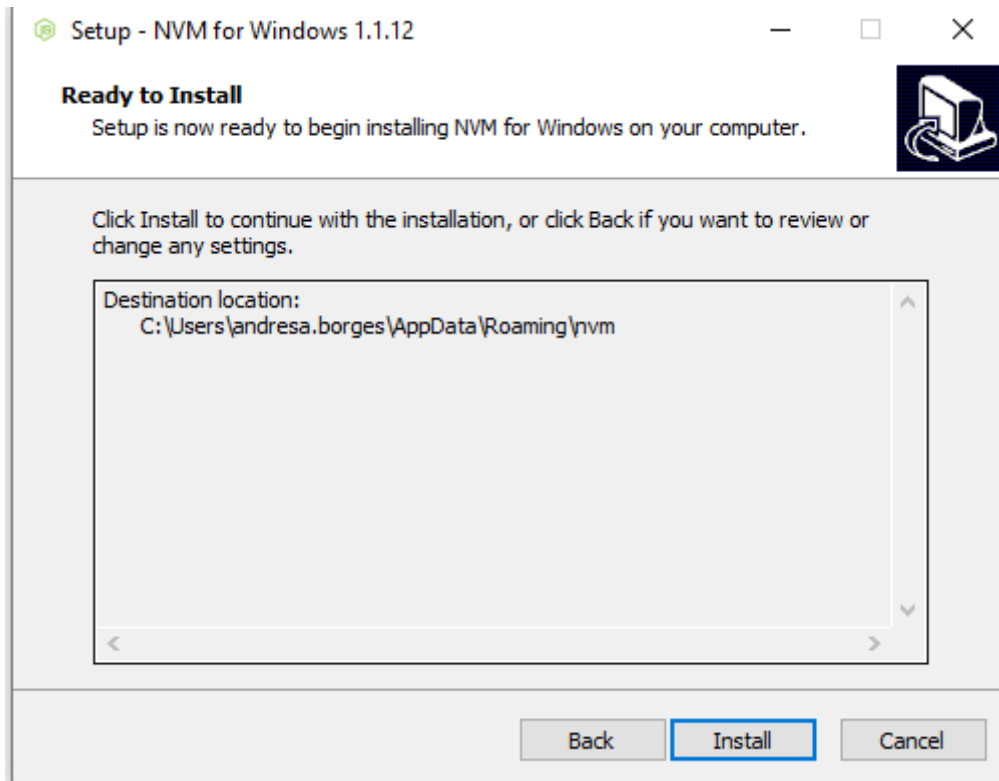 Setup - NVM for Windows 1.1.12
Ready to Install
Setup is now ready to begin installing NVM for Windows on your computer.
Click Install to continue with the installation, or click Back if you want to review or
change any settings.
Destination location:
C:\Users\andresa.borges\AppData\Roaming\nvm
Back Install Cancel